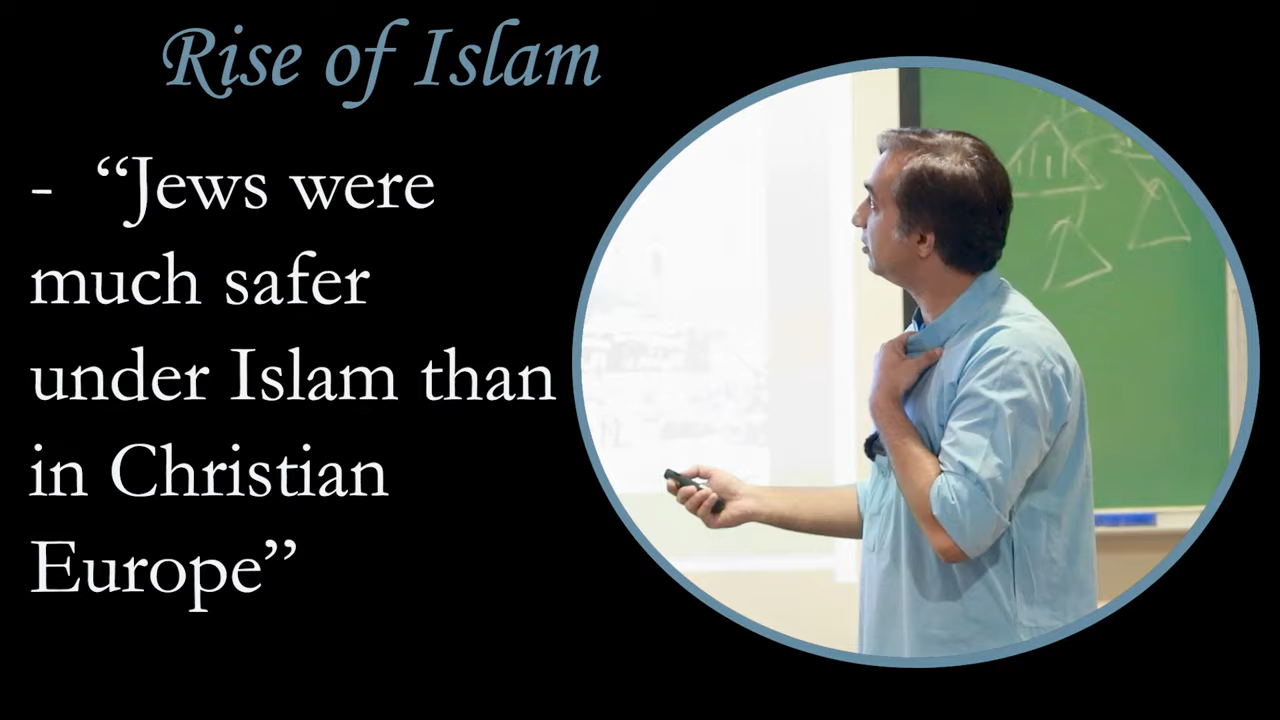 Rise of Islam
- “Jews were
much safer
under Islam than
in Christian
Europe”